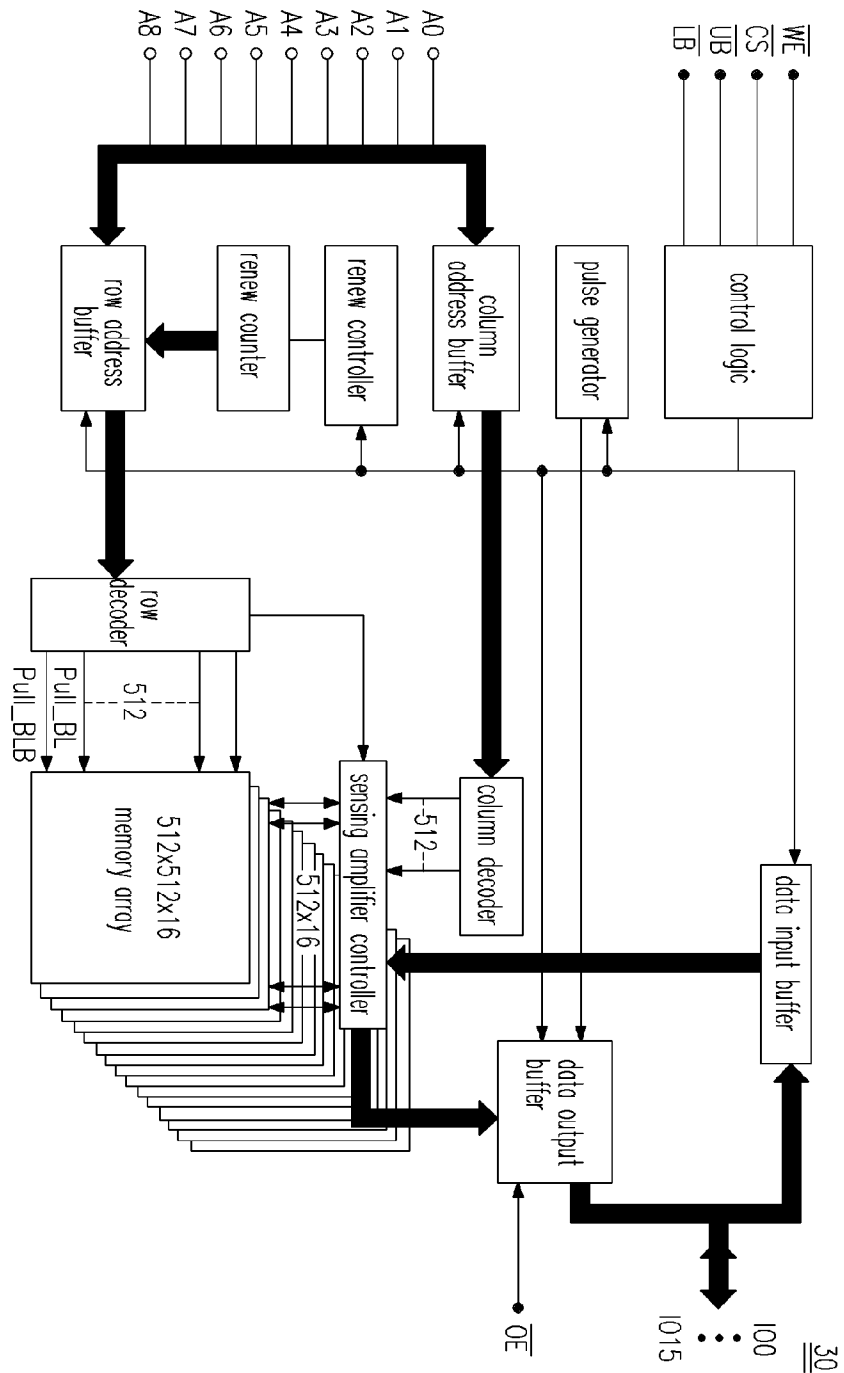 30
WE
CS
UB
LB
control logic
data input buffer
IO0
IO15
pulse generator
data output
buffer
OE
column
address buffer
column decoder
512
A0
A1
A2
A3
A4
A5
A6
A7
A8
renew controller
sensing amplifier controller
renew counter
512x16
row address
buffer
row
decoder
512
Pull_BL
Pull_BLB
512x512x16
memory array